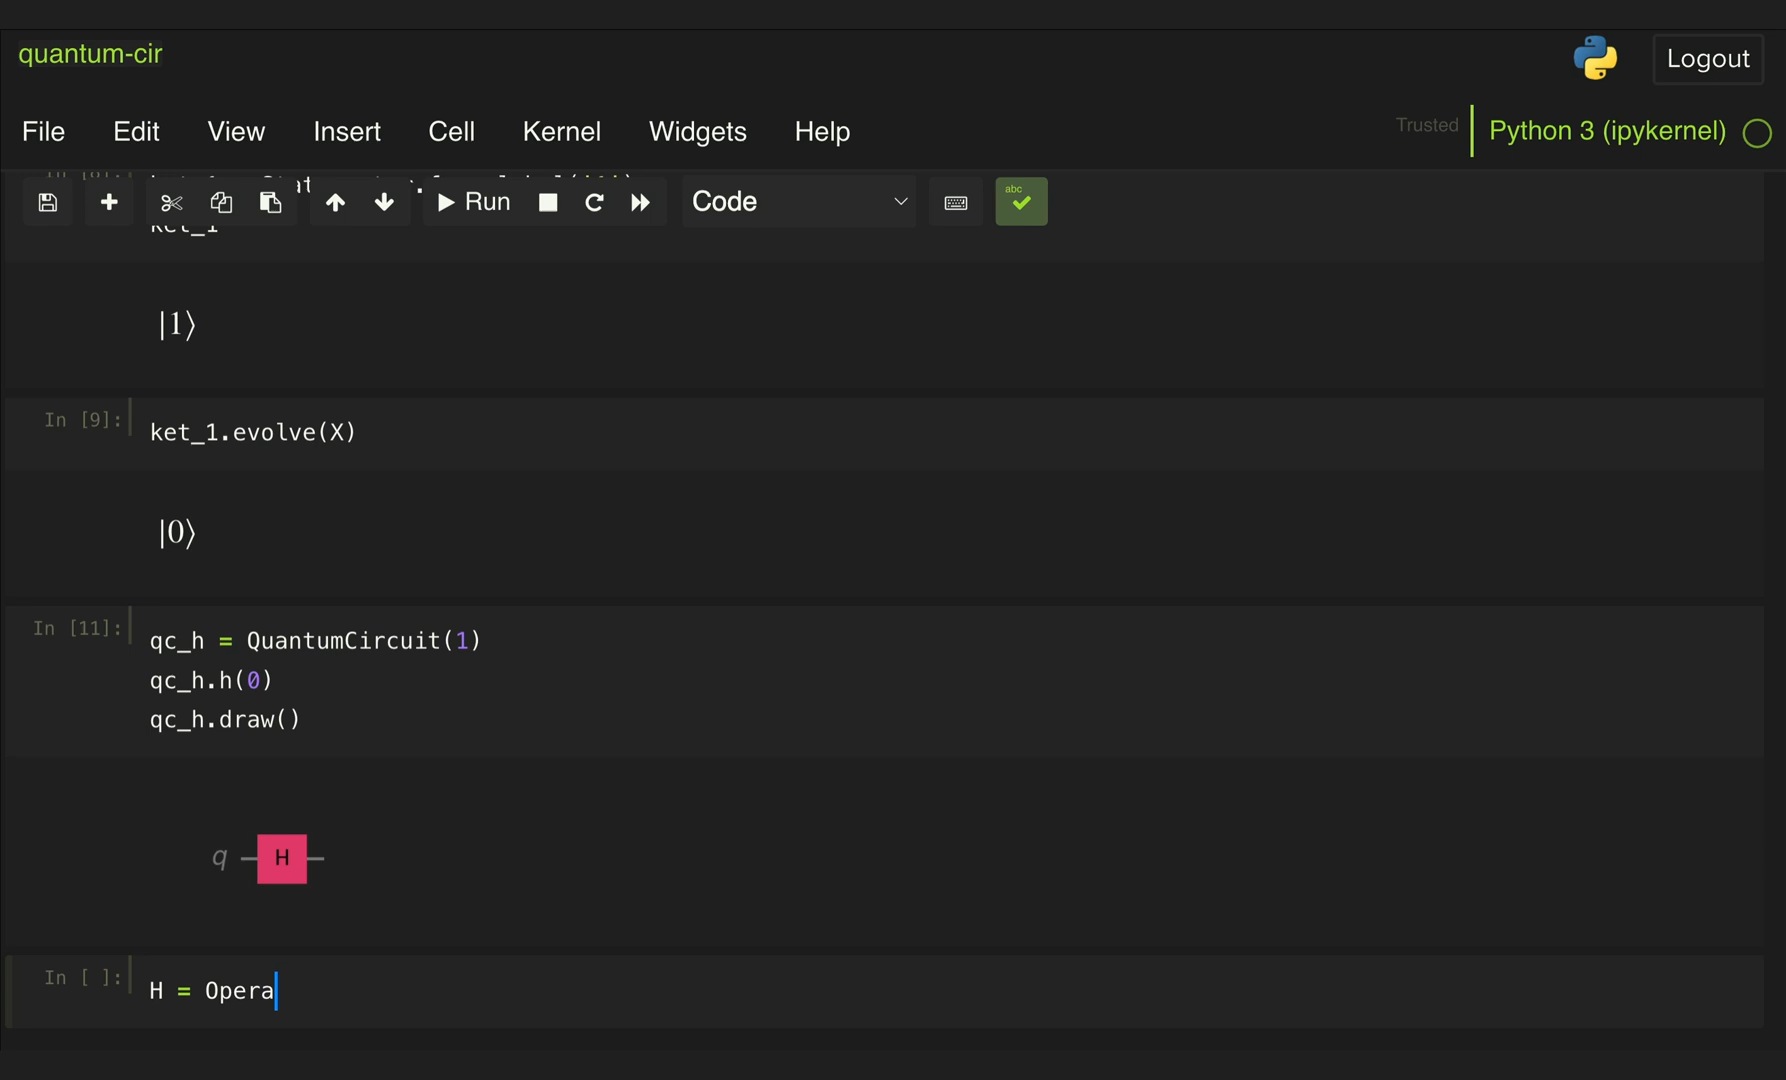 quantum-cir
Logout
File Edit View Insert Cell Kernel Widgets Help
Trusted Python 3 (ipykernel)
Run Code abc
ket_1
|1⟩
In [9]: ket_1.evolve(X)
|0⟩
In [11]: qc_h = QuantumCircuit(1)
qc_h.h(0)
qc_h.draw()
q H
In [ ]: H = Opera